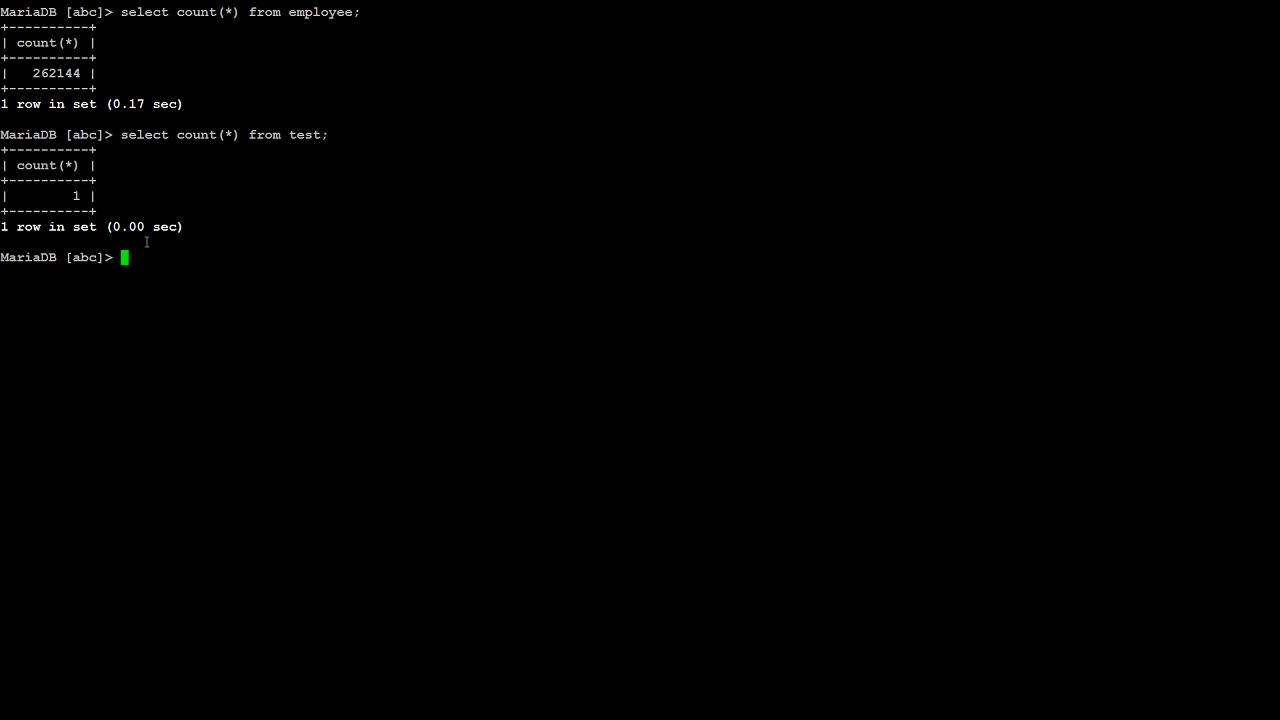 MariaDB [abc]> select count(*) from employee;
+----------+
| count(*) |
+----------+
|   262144 |
+----------+
1 row in set (0.17 sec)
MariaDB [abc]> select count(*) from test;
+----------+
| count(*) |
+----------+
|        1 |
+----------+
1 row in set (0.00 sec)
MariaDB [abc]>